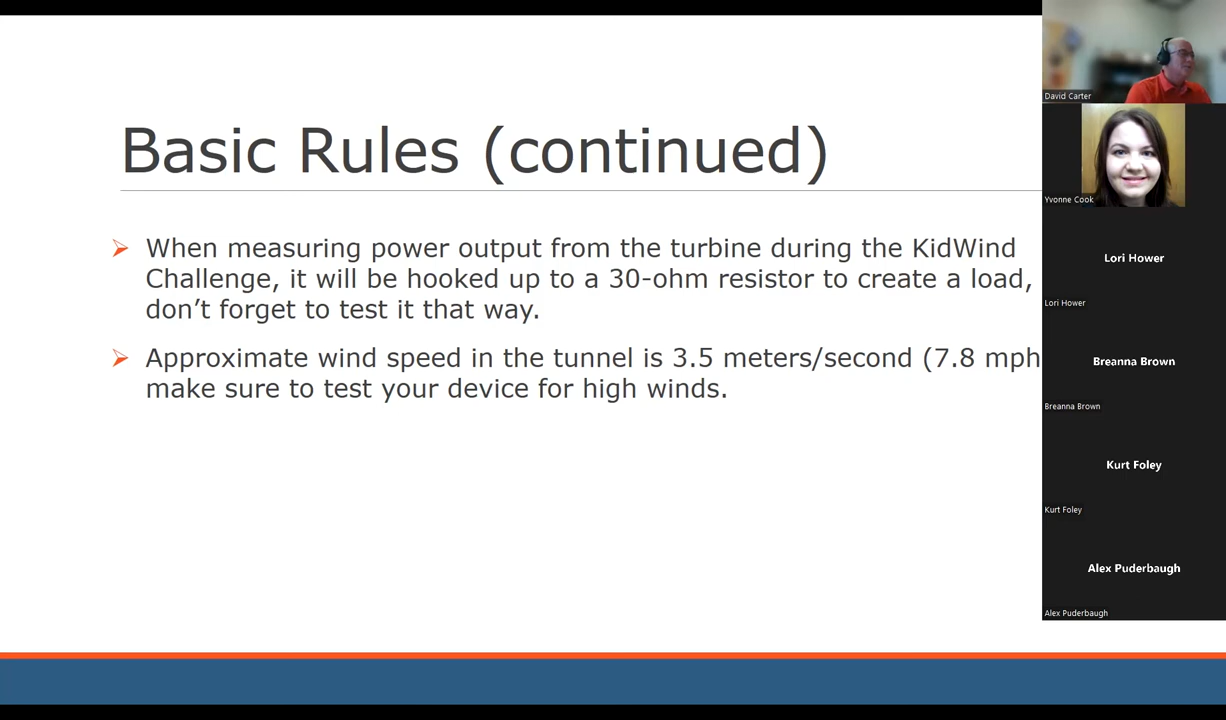 Basic Rules (continued)
When measuring power output from the turbine during the KidWind
Challenge, it will be hooked up to a 30-ohm resistor to create a load,
don’t forget to test it that way.
Approximate wind speed in the tunnel is 3.5 meters/second (7.8 mph
make sure to test your device for high winds.
David Carter
Yvonne Cook
Lori Hower
Lori Hower
Breanna Brown
Breanna Brown
Kurt Foley
Kurt Foley
Alex Puderbaugh
Alex Puderbaugh